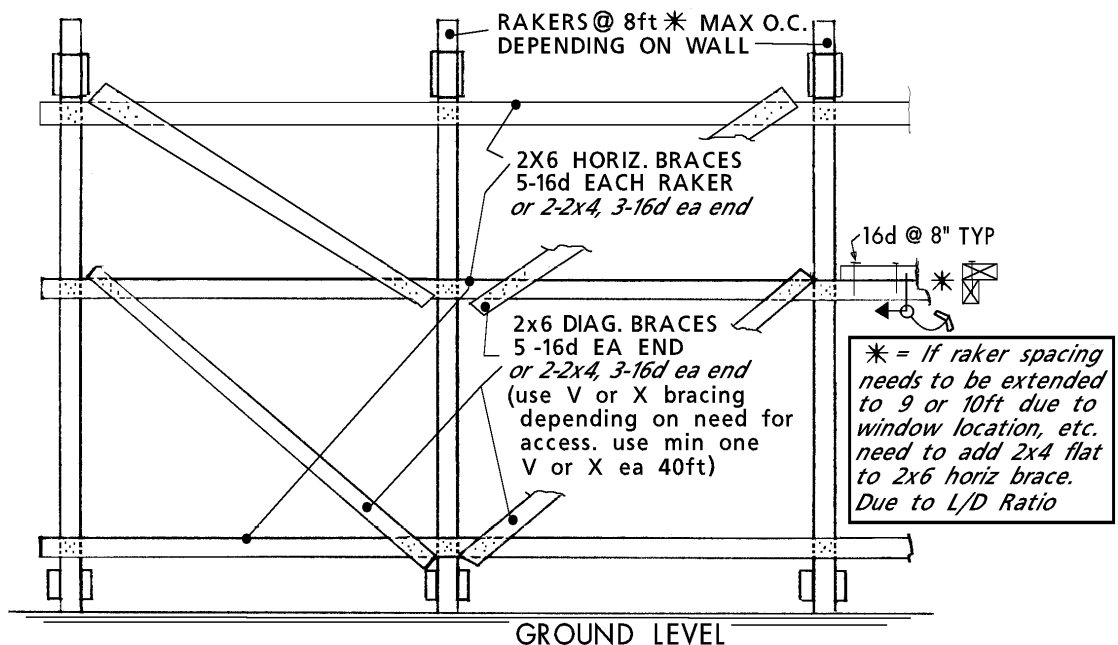 RAKERS @ 8ft ✳ MAX O.C.
DEPENDING ON WALL
2X6 HORIZ. BRACES
5-16d EACH RAKER
or 2-2x4, 3-16d ea end
16d @ 8" TYP
✳
2x6 DIAG. BRACES
5 -16d EA END
or 2-2x4, 3-16d ea end
(use V or X bracing
depending on need for
access. use min one
V or X ea 40ft)
✳ = If raker spacing
needs to be extended
to 9 or 10ft due to
window location, etc.
need to add 2x4 flat
to 2x6 horiz brace.
Due to L/D Ratio
GROUND LEVEL